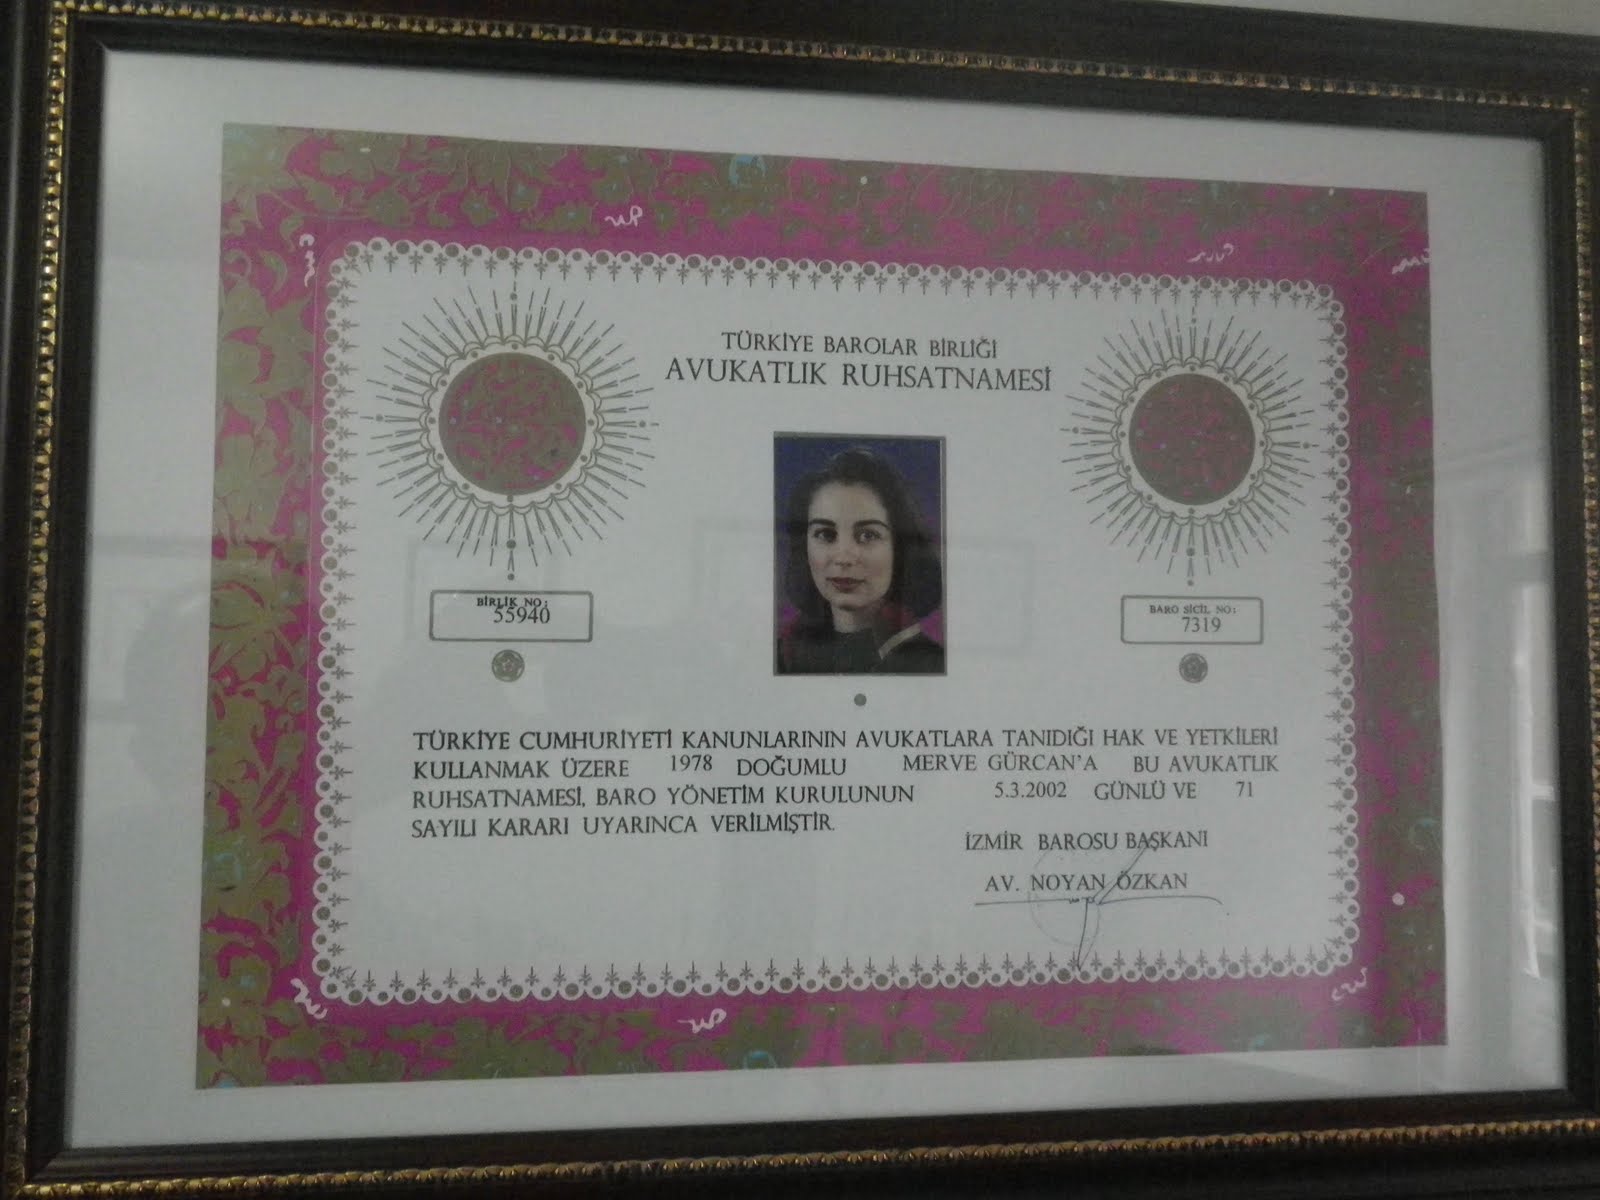 TÜRKİYE BAROLAR BİRLİĞİ
AVUKATLIK RUHSATNAMESİ
BİRLİK NO:
55940
BARO SİCİL NO:
7319
TÜRKİYE CUMHURİYETİ KANUNLARININ AVUKATLARA TANIDIĞI HAK VE YETKİLERİ
KULLANMAK ÜZERE 1978 DOĞUMLU MERVE GÜRCAN'A BU AVUKATLIK
RUHSATNAMESİ, BARO YÖNETİM KURULUNUN 5.3.2002 GÜNLÜ VE 71
SAYILI KARARI UYARINCA VERİLMİŞTİR.
İZMİR BAROSU BAŞKANI
AV. NOYAN ÖZKAN